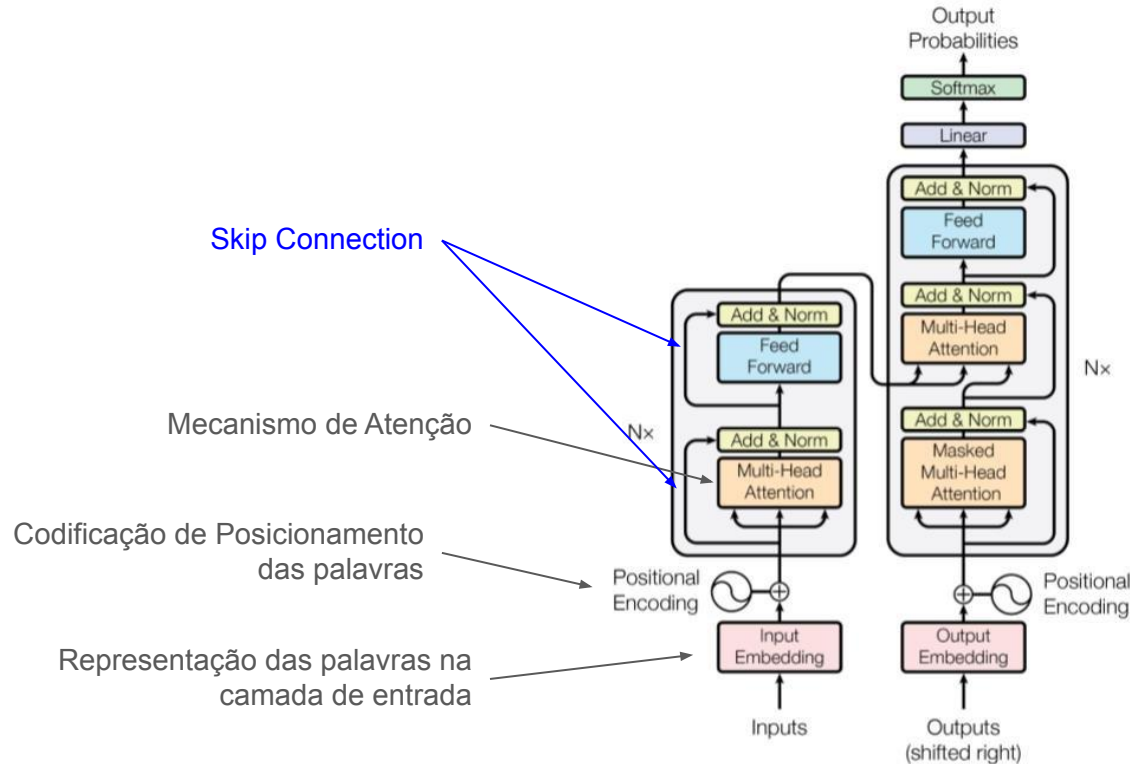 Output
Probabilities
Softmax
Linear
Add & Norm
Feed
Forward
Add & Norm
Multi-Head
Attention
Nx
Add & Norm
Masked
Multi-Head
Attention
Positional
Encoding
Output
Embedding
Outputs
(shifted right)
Skip Connection
Add & Norm
Feed
Forward
Mecanismo de Atenção
Nx
Add & Norm
Multi-Head
Attention
Codificação de Posicionamento
das palavras
Positional
Encoding
Representação das palavras na
camada de entrada
Input
Embedding
Inputs